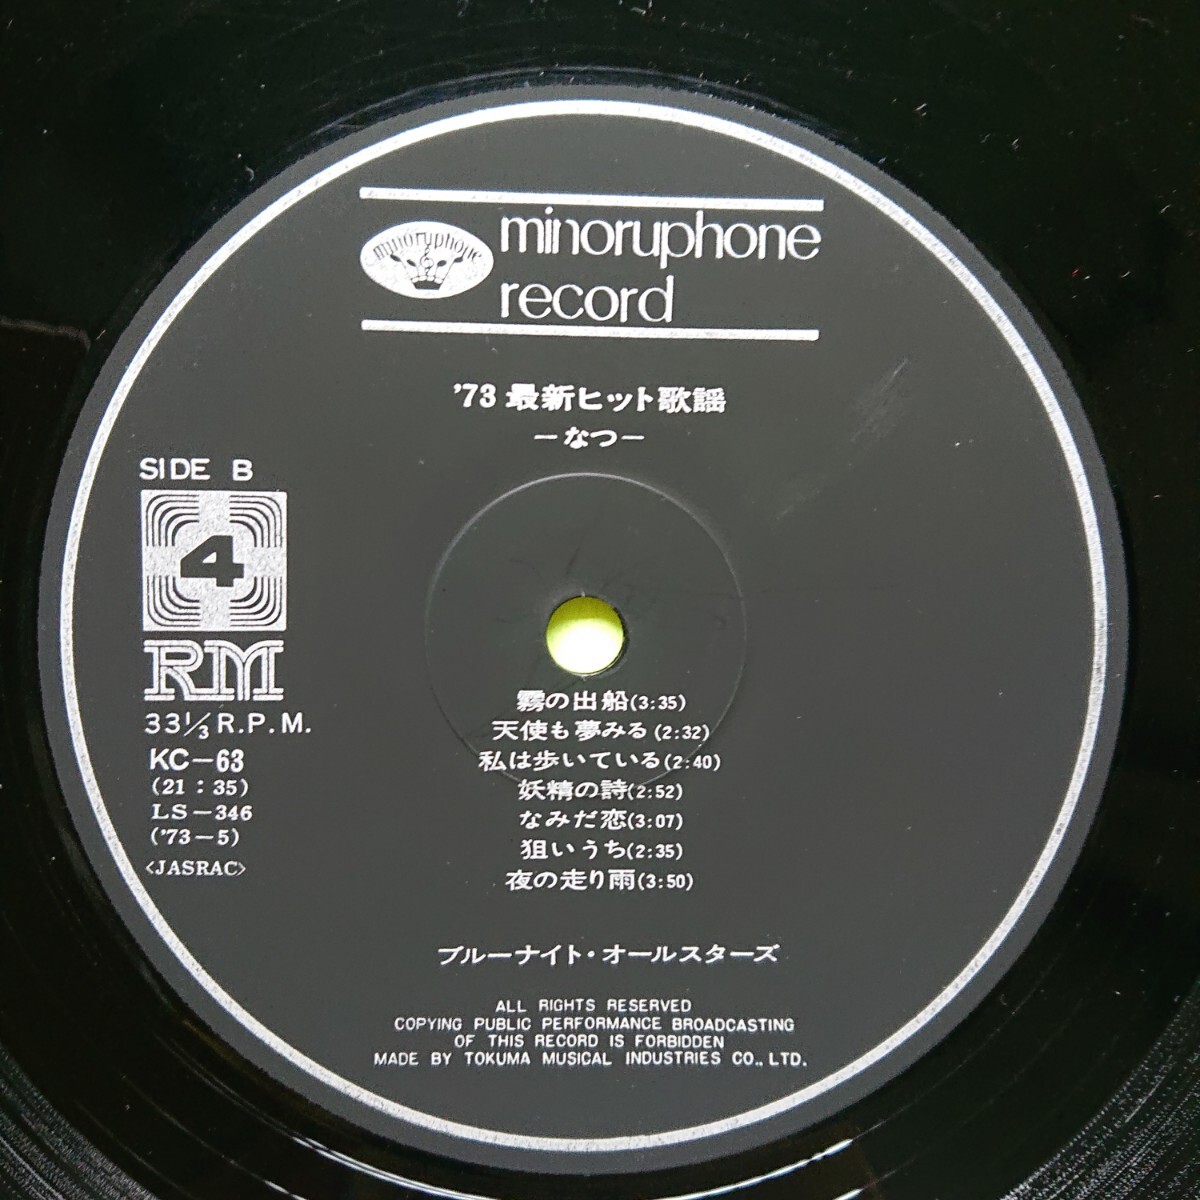 minoruphone
minoruphone
record
'73 最新ヒット歌謡
ーなつー
SIDE B
4
RM
33 1/3 R.P.M.
KC-63
(21:35)
LS-346
('73-5)
<JASRAC>
霧の出船(3:35)
天使も夢みる(2:32)
私は歩いている(2:40)
妖精の詩(2:52)
なみだ恋(3:07)
狙いうち(2:35)
夜の走り雨(3:50)
ブルーナイト・オールスターズ
ALL RIGHTS RESERVED
COPYING PUBLIC PERFORMANCE BROADCASTING
OF THIS RECORD IS FORBIDDEN
MADE BY TOKUMA MUSICAL INDUSTRIES CO., LTD.